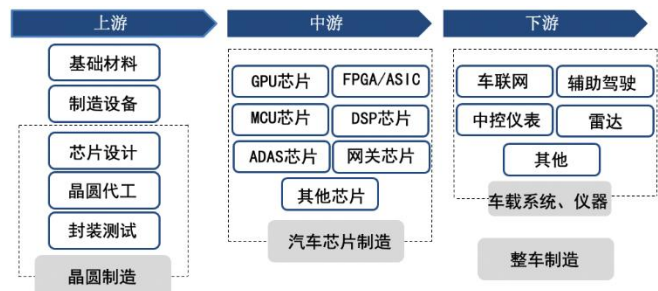 上游
中游
下游
基础材料
制造设备
芯片设计
晶圆代工
封装测试
晶圆制造
GPU芯片
FPGA/ASIC
MCU芯片
DSP芯片
ADAS芯片
网关芯片
其他芯片
汽车芯片制造
车联网
辅助驾驶
中控仪表
雷达
其他
车载系统、仪器
整车制造